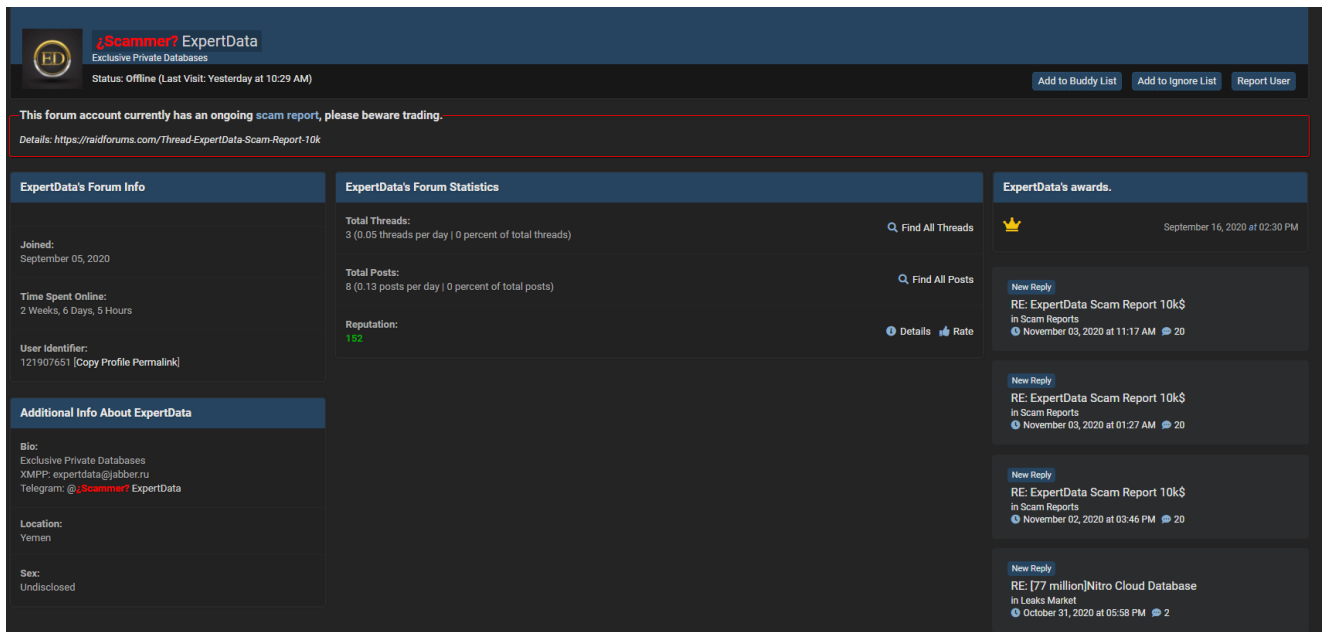 ED
¿Scammer? ExpertData
Exclusive Private Databases
Status: Offline (Last Visit: Yesterday at 10:29 AM)
Add to Buddy List
Add to Ignore List
Report User
This forum account currently has an ongoing scam report, please beware trading.
Details: https://raidforums.com/Thread-ExpertData-Scam-Report-10k
ExpertData's Forum Info
Joined:
September 05, 2020
Time Spent Online:
2 Weeks, 6 Days, 5 Hours
User Identifier:
121907651 [Copy Profile Permalink]
Additional Info About ExpertData
Bio:
Exclusive Private Databases
XMPP: expertdata@jabber.ru
Telegram: @¿Scammer? ExpertData
Location:
Yemen
Sex:
Undisclosed
ExpertData's Forum Statistics
Total Threads:
3 (0.05 threads per day | 0 percent of total threads)
Find All Threads
Total Posts:
8 (0.13 posts per day | 0 percent of total posts)
Find All Posts
Reputation:
152
Details
Rate
ExpertData's awards.
September 16, 2020 at 02:30 PM
New Reply
RE: ExpertData Scam Report 10k$
in Scam Reports
November 03, 2020 at 11:17 AM 20
New Reply
RE: ExpertData Scam Report 10k$
in Scam Reports
November 03, 2020 at 01:27 AM 20
New Reply
RE: ExpertData Scam Report 10k$
in Scam Reports
November 02, 2020 at 03:46 PM 20
New Reply
RE: [77 million]Nitro Cloud Database
in Leaks Market
October 31, 2020 at 05:58 PM 2